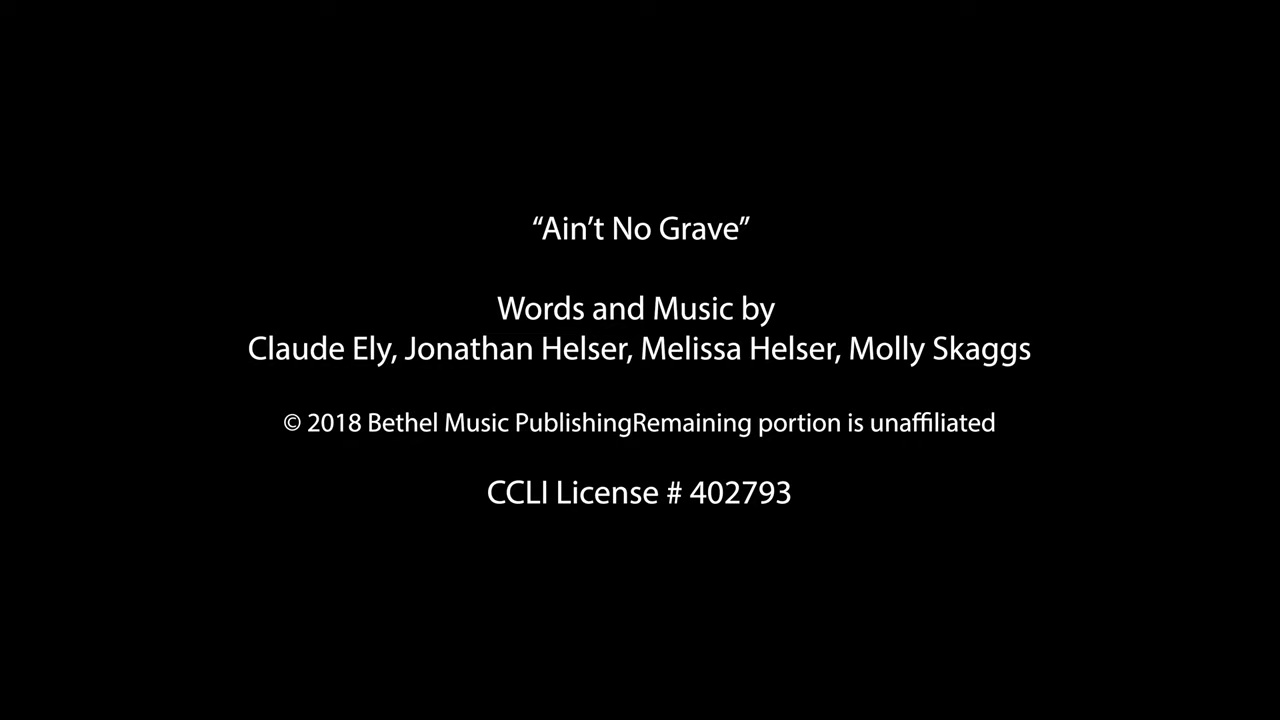 “Ain’t No Grave”
Words and Music by
Claude Ely, Jonathan Helser, Melissa Helser, Molly Skaggs
© 2018 Bethel Music PublishingRemaining portion is unaffiliated
CCLI License # 402793